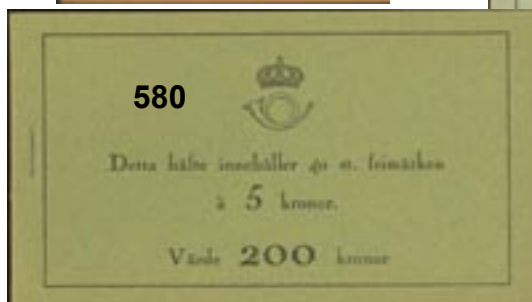 580
Detta häfte innehåller 40 st. frimärken
à 5 kronor.
Värde 200 kronor